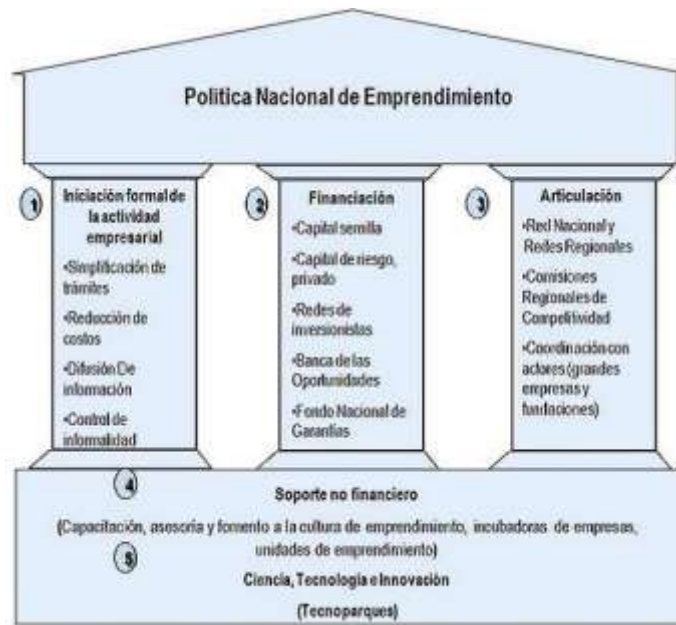 Política Nacional de Emprendimiento
1
Iniciación formal de
la actividad
empresarial
•Simplificación de
trámites
•Reducción de
costos
•Difusión De
información
•Control de
informalidad
2
Financiación
•Capital semilla
•Capital de riesgo,
privado
•Redes de
inversionistas
•Banca de las
Oportunidades
•Fondo Nacional de
Garantías
3
Articulación
•Red Nacional y
Redes Regionales
•Comisiones
Regionales de
Competitividad
•Coordinación con
actores (grandes
empresas y
fundaciones)
4
Soporte no financiero
(Capacitación, asesoría y fomento a la cultura de emprendimiento, incubadoras de empresas,
unidades de emprendimiento)
5
Ciencia, Tecnología e Innovación
(Tecnoparques)